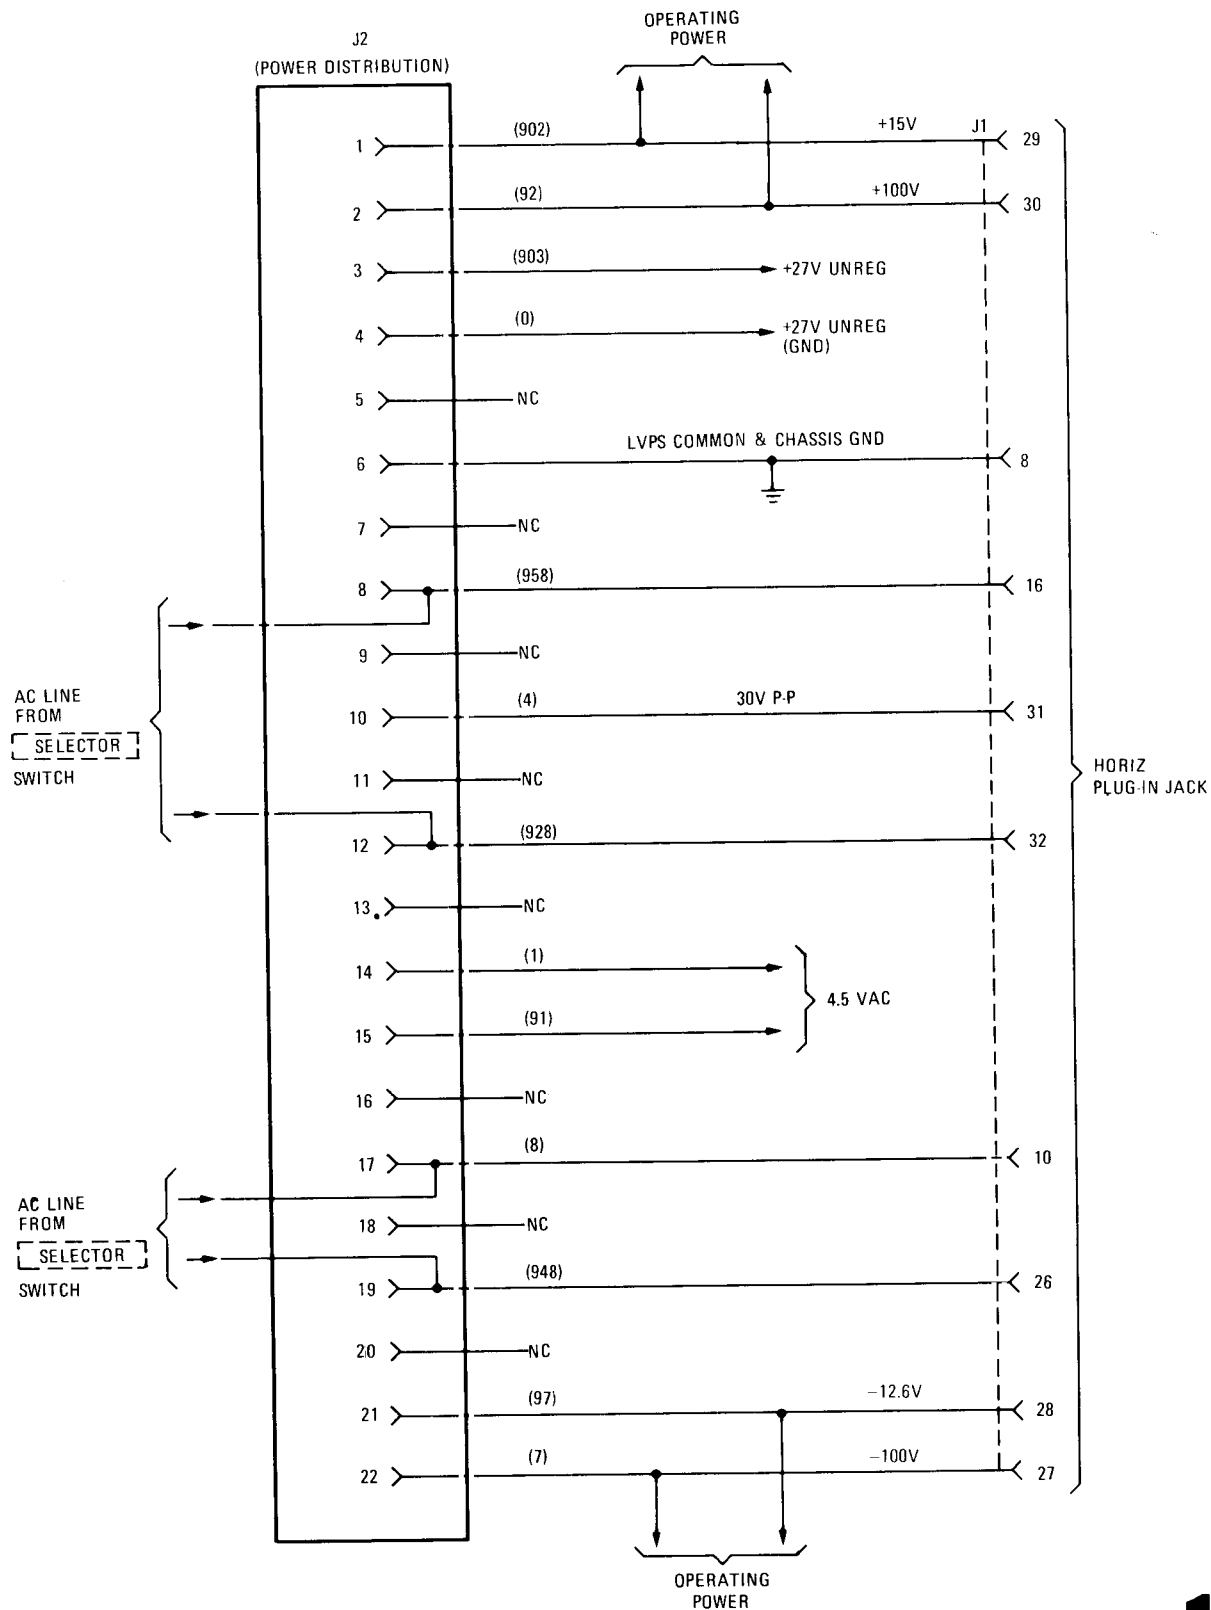 OPERATING
POWER
J2
(POWER DISTRIBUTION)
1 (902) +15V J1 29
2 (92) +100V 30
3 (903) +27V UNREG
4 (0) +27V UNREG
(GND)
5 NC
6 LVPS COMMON & CHASSIS GND 8
7 NC
8 (958) 16
9 NC
AC LINE
FROM
SELECTOR
SWITCH
10 (4) 30V P-P 31
11 NC
HORIZ
PLUG-IN JACK
12 (928) 32
13 NC
14 (1)
4.5 VAC
15 (91)
16 NC
17 (8) 10
AC LINE
FROM
SELECTOR
SWITCH
18 NC
19 (948) 26
20 NC
21 (97) −12.6V 28
22 (7) −100V 27
OPERATING
POWER